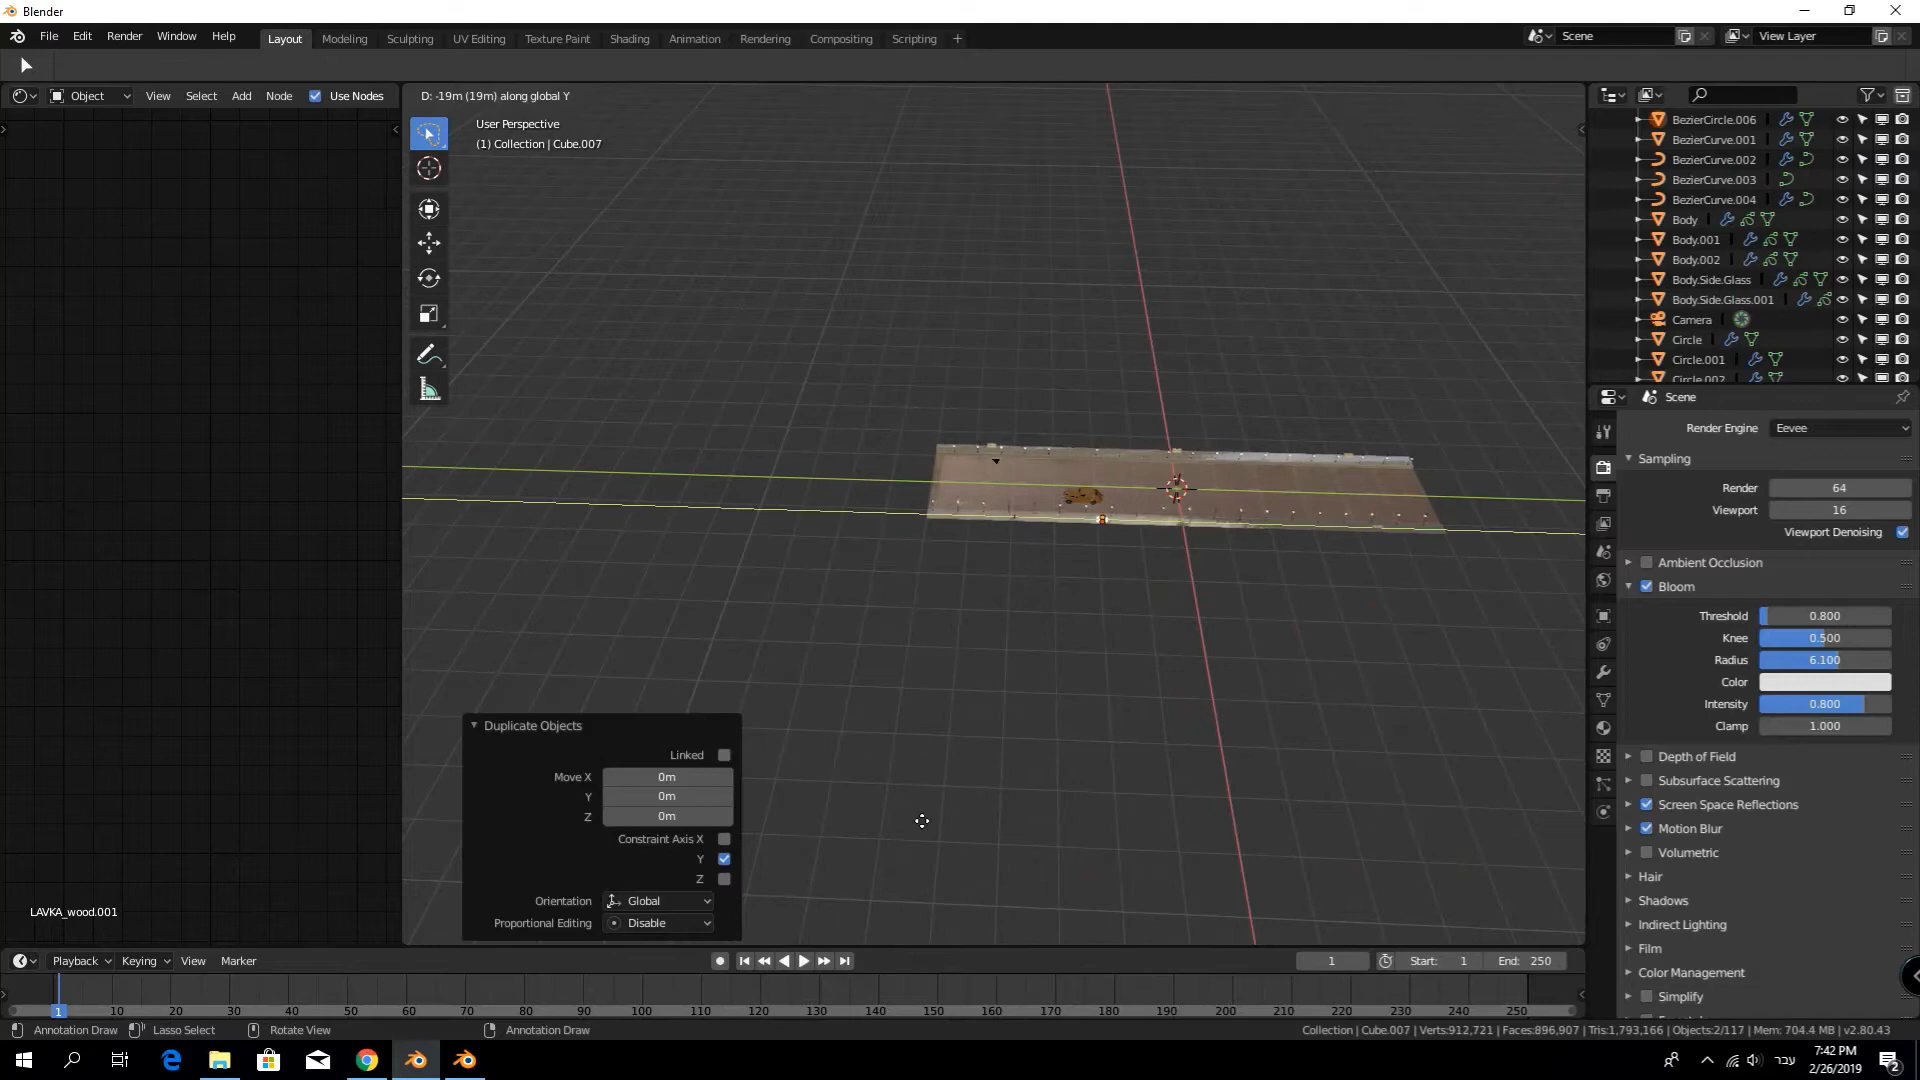 Blender
File Edit Render Window Help Layout Modeling Sculpting UV Editing Texture Paint Shading Animation Rendering Compositing Scripting + Scene View Layer
Object View Select Add Node Use Nodes
D: -19m (19m) along global Y
User Perspective
(1) Collection | Cube.007
BezierCircle.006
BezierCurve.001
BezierCurve.002
BezierCurve.003
BezierCurve.004
Body
Body.001
Body.002
Body.Side.Glass
Body.Side.Glass.001
Camera
Circle
Circle.001
Circle.002
Scene
Render Engine Eevee
Sampling
Render 64
Viewport 16
Viewport Denoising
Ambient Occlusion
Bloom
Threshold 0.800
Knee 0.500
Radius 6.100
Color
Intensity 0.800
Clamp 1.000
Depth of Field
Subsurface Scattering
Screen Space Reflections
Motion Blur
Volumetric
Hair
Shadows
Indirect Lighting
Film
Color Management
Simplify
Duplicate Objects
Linked
Move X 0m
Y 0m
Z 0m
Constraint Axis X
Y
Z
Orientation Global
Proportional Editing Disable
LAVKA_wood.001
Playback Keying View Marker 1 Start: 1 End: 250
1 10 20 30 40 50 60 70 80 90 100 110 120 130 140 150 160 170 180 190 200 210 220 230 240 250
Annotation Draw Lasso Select Rotate View Annotation Draw Collection | Cube.007 | Verts:912,721 | Faces:896,907 | Tris:1,793,166 | Objects:2/117 | Mem: 704.4 MB | v2.80.43
עבר 7:42 PM
2/26/2019 2